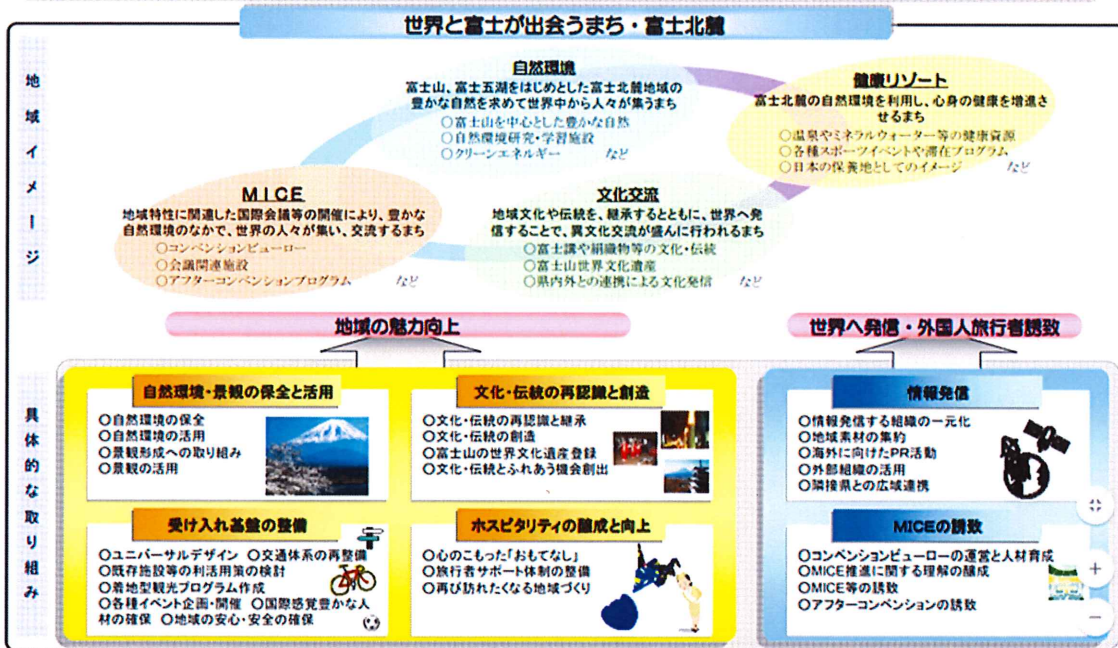 世界と富士が出会うまち・富士北麓
地域イメージ
自然環境
富士山、富士五湖をはじめとした富士北麓地域の
豊かな自然を求めて世界中から人々が集うまち
○富士山を中心とした豊かな自然
○自然環境研究・学習施設
○クリーンエネルギー など
健康リゾート
富士北麓の自然環境を利用し、心身の健康を増進さ
せるまち
○温泉やミネラルウォーター等の健康資源
○各種スポーツイベントや滞在プログラム
○日本の保養地としてのイメージ など
MICE
地域特性に関連した国際会議等の開催により、豊かな
自然環境のなかで、世界の人々が集い、交流するまち
○コンベンションビューロー
○会議関連施設
○アフターコンベンションプログラム など
文化交流
地域文化や伝統を、継承するとともに、世界へ発
信することで、異文化交流が盛んに行われるまち
○富士講や絹織物等の文化・伝統
○富士山世界文化遺産
○県内外との連携による文化発信 など
地域の魅力向上
世界へ発信・外国人旅行者誘致
具体的な取り組み
自然環境・景観の保全と活用
○自然環境の保全
○自然環境の活用
○景観形成への取り組み
○景観の活用
文化・伝統の再認識と創造
○文化・伝統の再認識と継承
○文化・伝統の創造
○富士山の世界文化遺産登録
○文化・伝統とふれあう機会創出
受け入れ基盤の整備
○ユニバーサルデザイン ○交通体系の再整備
○既存施設等の利活用策の検討
○着地型観光プログラム作成
○各種イベント企画・開催 ○国際感覚豊かな人
材の確保 ○地域の安心・安全の確保
ホスピタリティの醸成と向上
○心のこもった「おもてなし」
○旅行者サポート体制の整備
○再び訪れたくなる地域づくり
情報発信
○情報発信する組織の一元化
○地域素材の集約
○海外に向けたPR活動
○外部組織の活用
○隣接県との広域連携
MICEの誘致
○コンベンションビューローの運営と人材育成
○MICE推進に関する理解の醸成
○MICE等の誘致
○アフターコンベンションの誘致